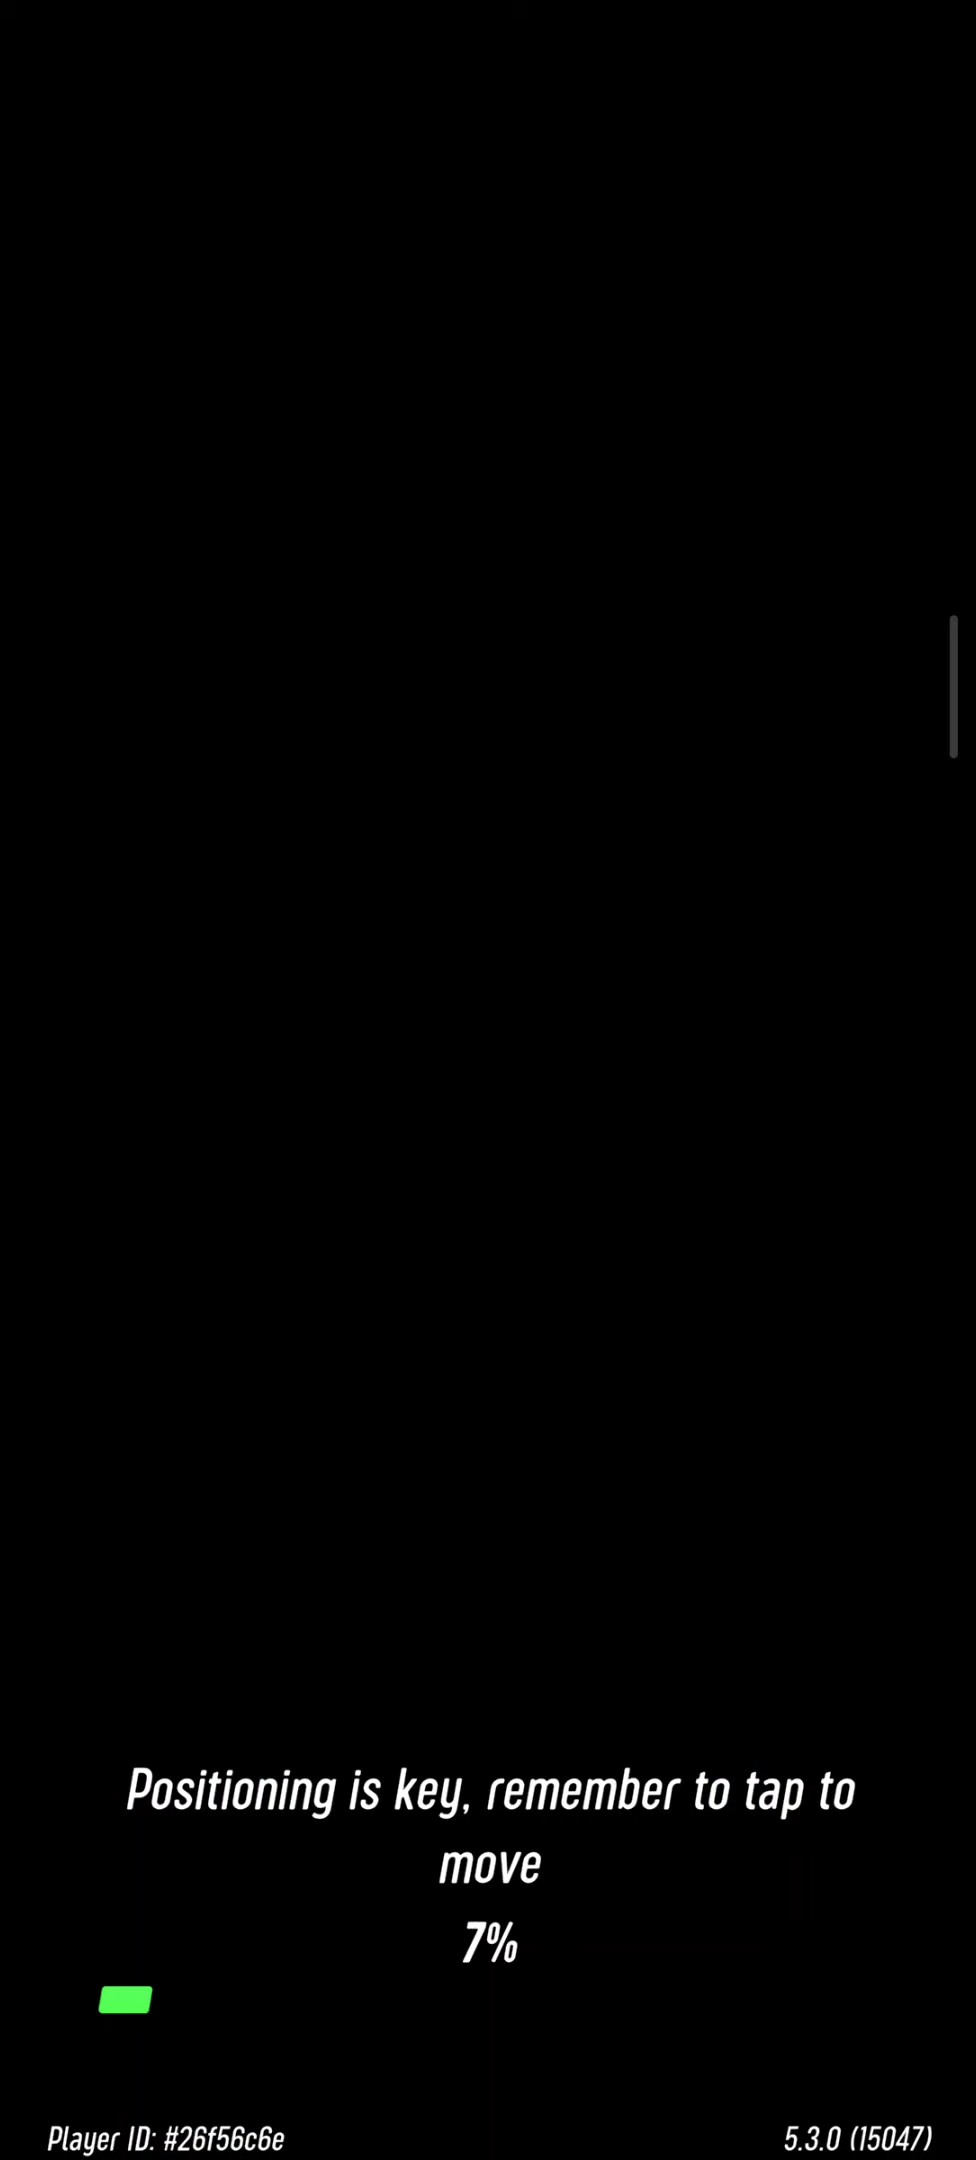 Positioning is key, remember to tap to
move
7%
Player ID: #26f56c6e
5.3.0 (15047)